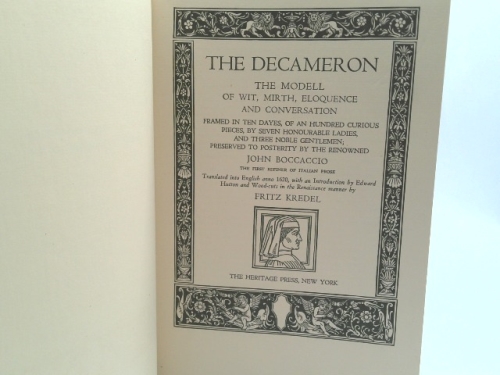 THE DECAMERON
THE MODELL
OF WIT, MIRTH, ELOQUENCE
AND CONVERSATION
FRAMED IN TEN DAYES, OF AN HUNDRED CURIOUS
PIECES, BY SEVEN HONOURABLE LADIES,
AND THREE NOBLE GENTLEMEN;
PRESERVED TO POSTERITY BY THE RENOWNED
JOHN BOCCACCIO
THE FIRST REFINER OF ITALIAN PROSE
Translated into English anno 1620, with an Introduction by Edward
Hutton and Wood-cuts in the Renaissance manner by
FRITZ KREDEL
THE HERITAGE PRESS, NEW YORK